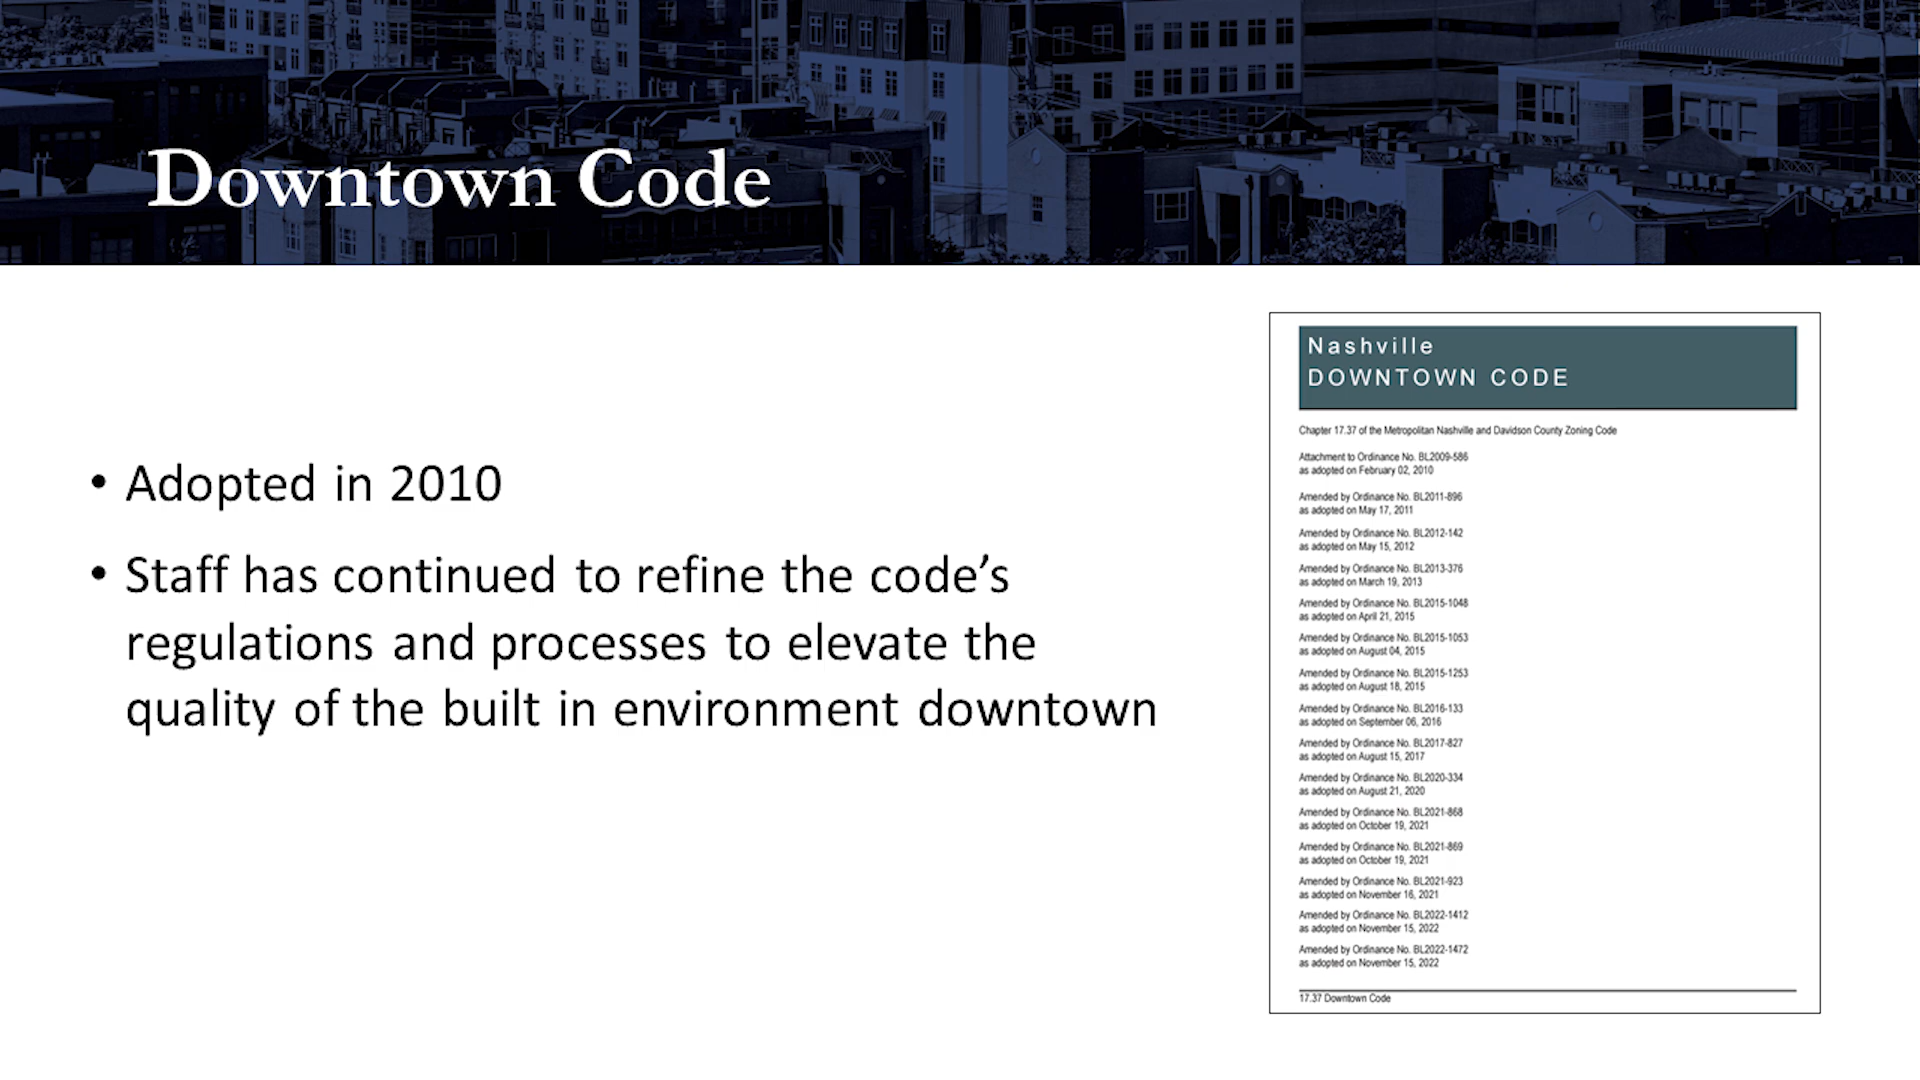 Downtown Code
• Adopted in 2010
• Staff has continued to refine the code’s
regulations and processes to elevate the
quality of the built in environment downtown
Nashville
DOWNTOWN CODE
Chapter 17.37 of the Metropolitan Nashville and Davidson County Zoning Code
Attachment to Ordinance No. BL2009-586
as adopted on February 02, 2010
Amended by Ordinance No. BL2011-896
as adopted on May 17, 2011
Amended by Ordinance No. BL2012-142
as adopted on May 15, 2012
Amended by Ordinance No. BL2013-376
as adopted on March 19, 2013
Amended by Ordinance No. BL2015-1048
as adopted on April 21, 2015
Amended by Ordinance No. BL2015-1053
as adopted on August 04, 2015
Amended by Ordinance No. BL2015-1253
as adopted on August 18, 2015
Amended by Ordinance No. BL2016-133
as adopted on September 06, 2016
Amended by Ordinance No. BL2017-827
as adopted on August 15, 2017
Amended by Ordinance No. BL2020-334
as adopted on August 21, 2020
Amended by Ordinance No. BL2021-868
as adopted on October 19, 2021
Amended by Ordinance No. BL2021-869
as adopted on October 19, 2021
Amended by Ordinance No. BL2021-923
as adopted on November 16, 2021
Amended by Ordinance No. BL2022-1412
as adopted on November 15, 2022
Amended by Ordinance No. BL2022-1472
as adopted on November 15, 2022
17.37 Downtown Code